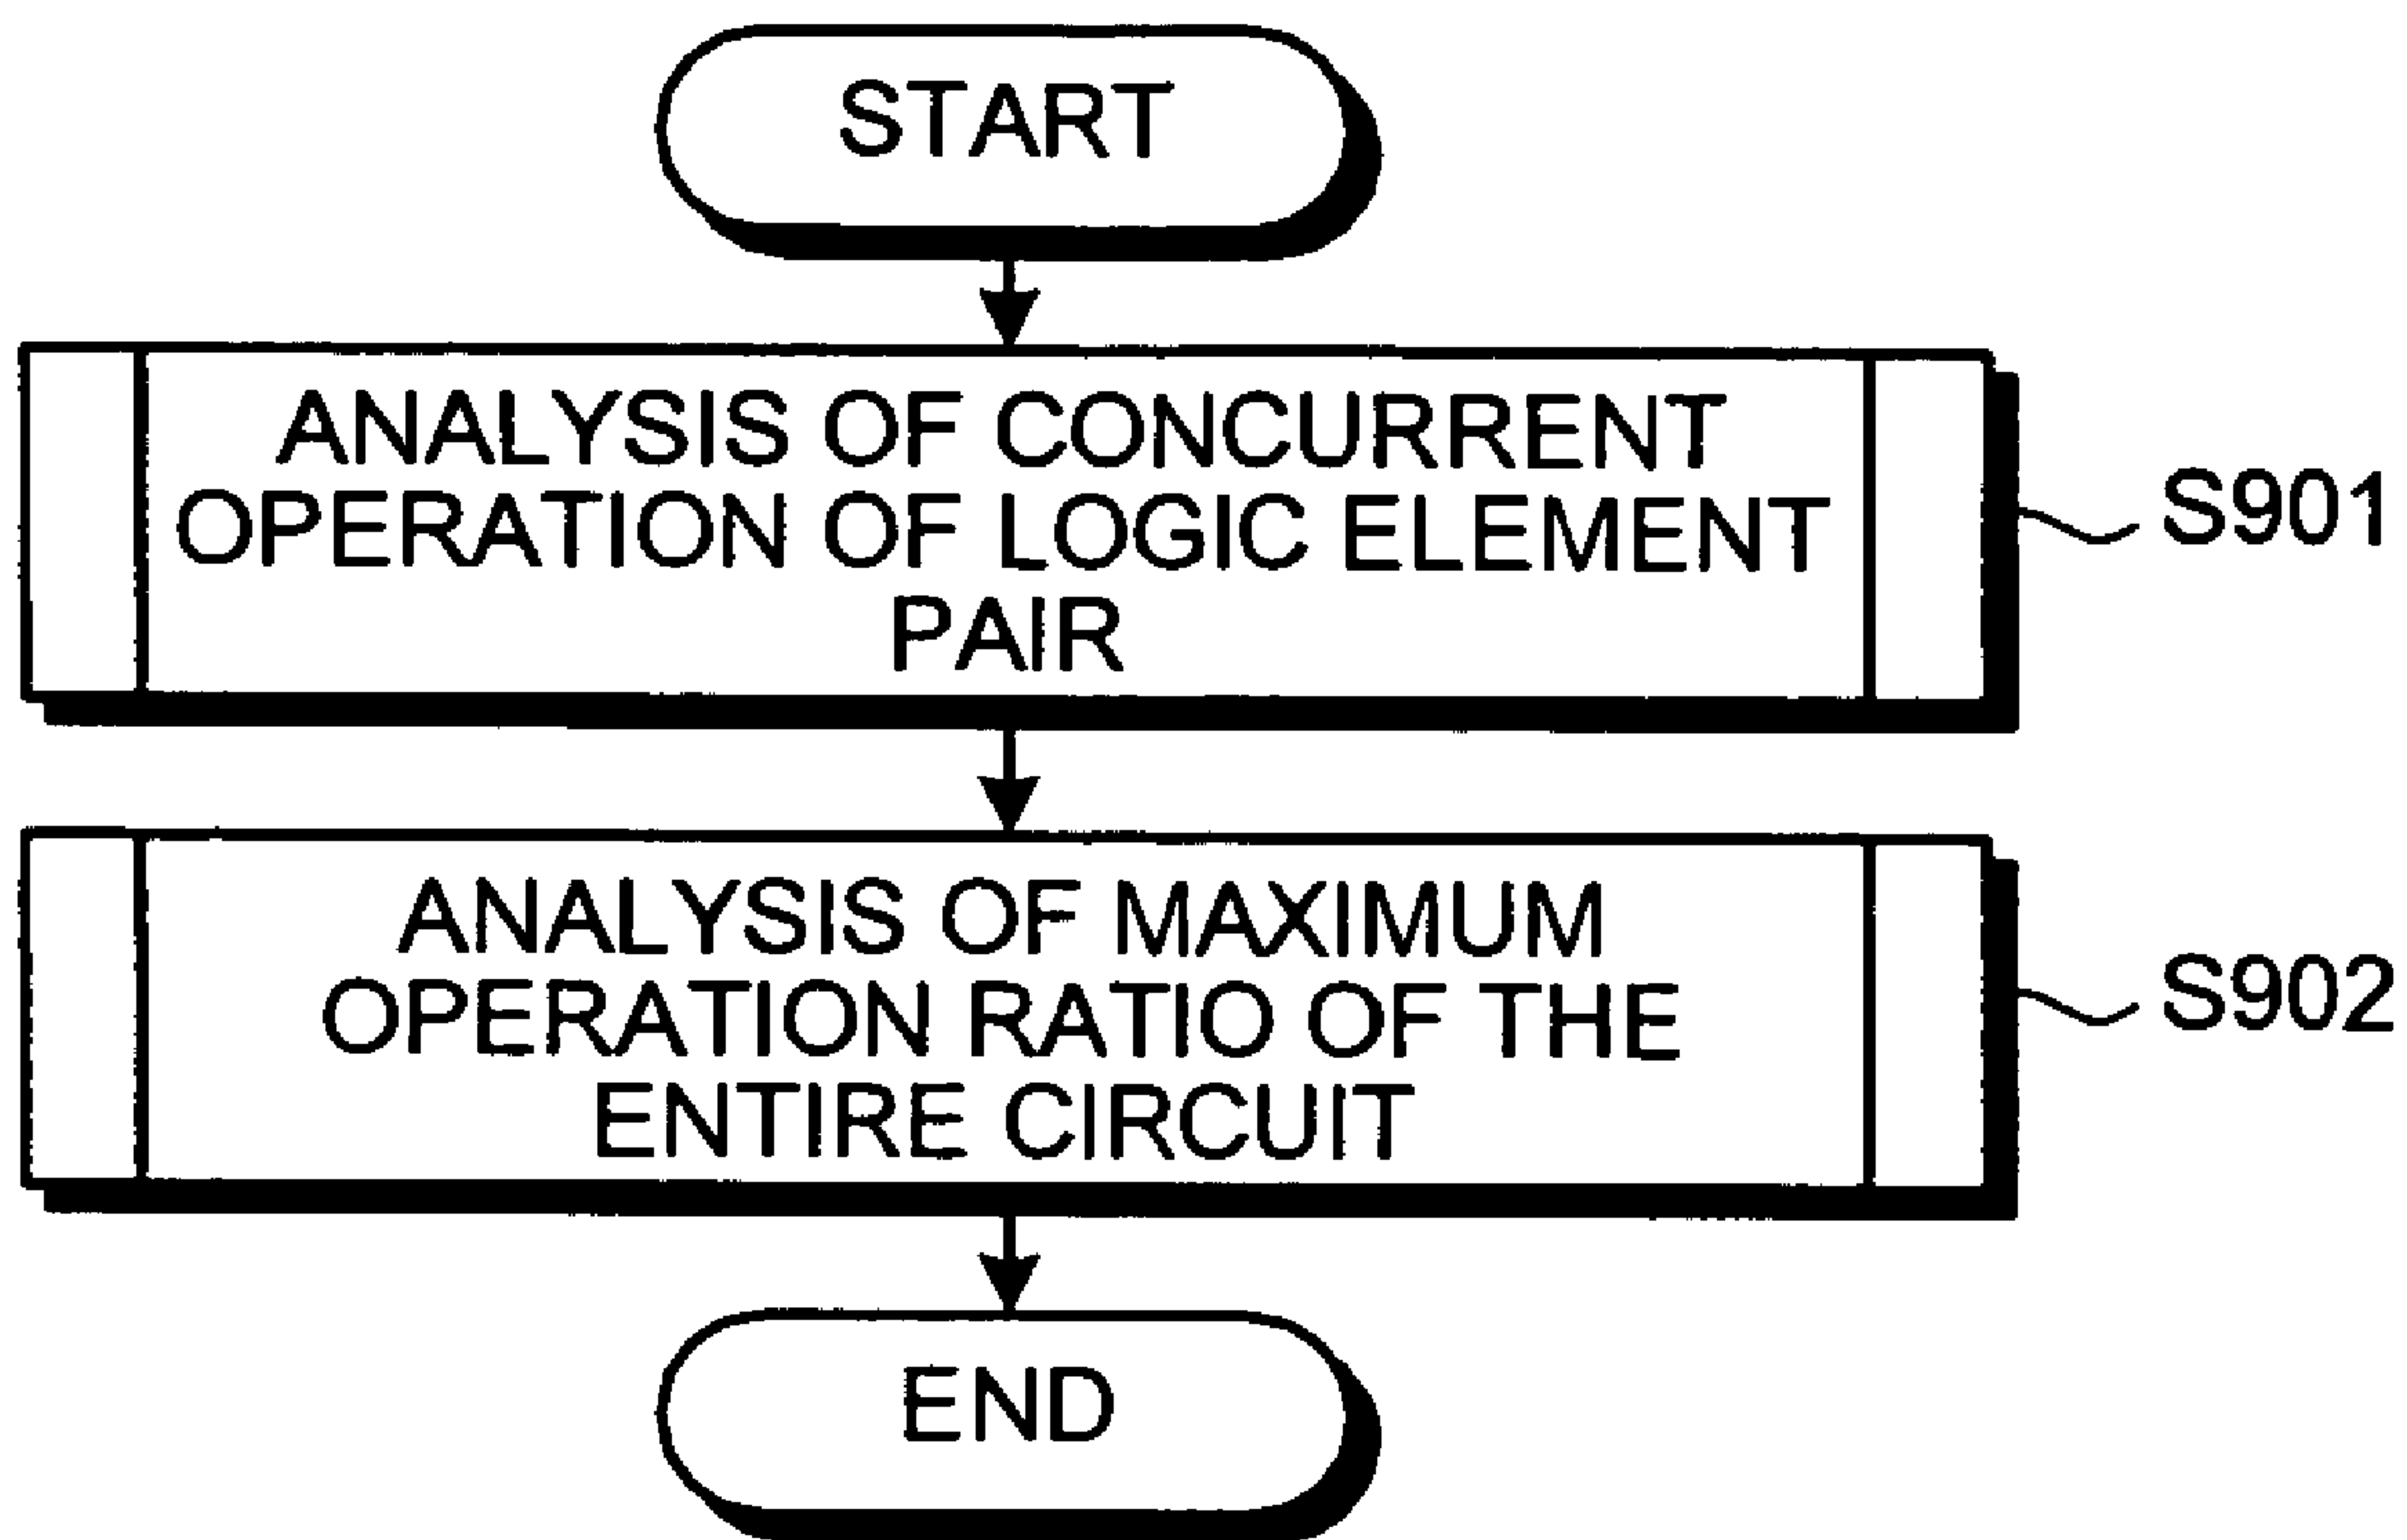 START
ANALYSIS OF CONCURRENT
OPERATION OF LOGIC ELEMENT
PAIR
S901
ANALYSIS OF MAXIMUM
OPERATION RATIO OF THE
ENTIRE CIRCUIT
S902
END